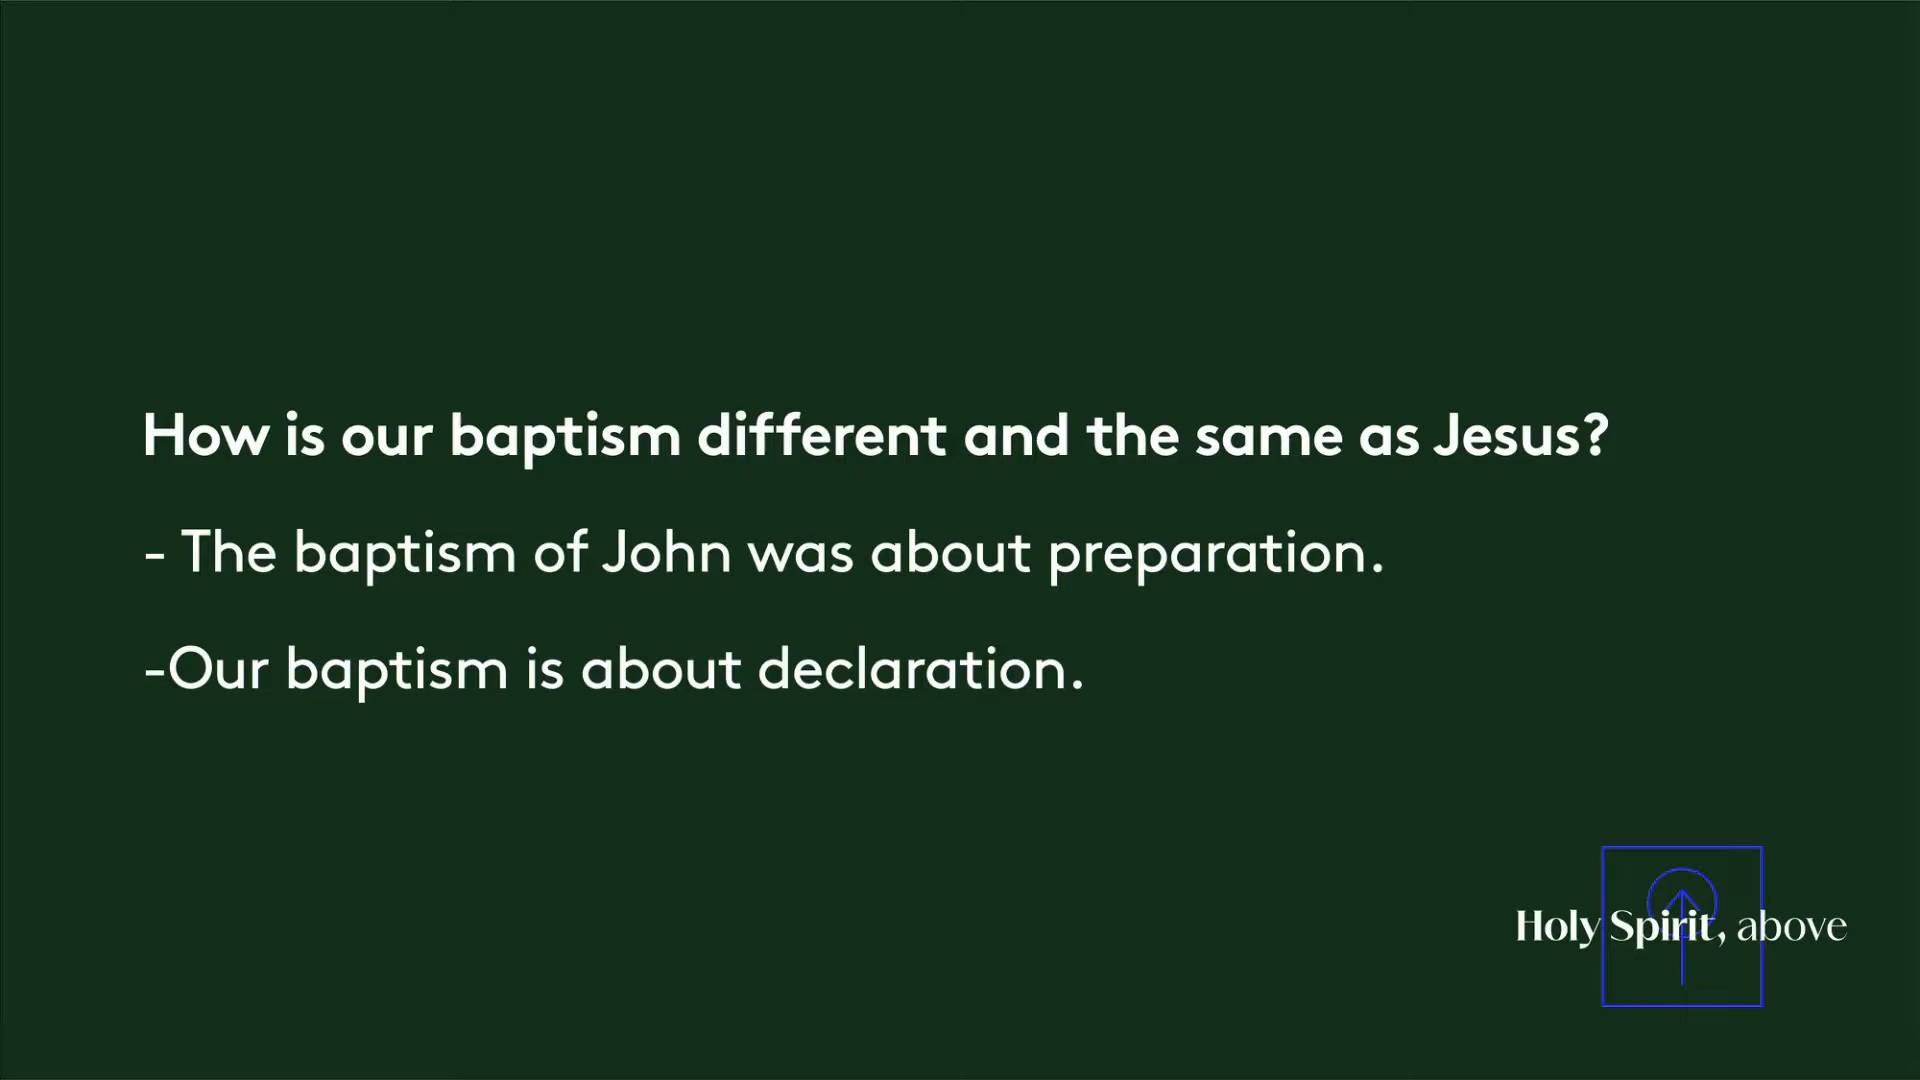 How is our baptism different and the same as Jesus?
- The baptism of John was about preparation.
-Our baptism is about declaration.
Holy Spirit, above